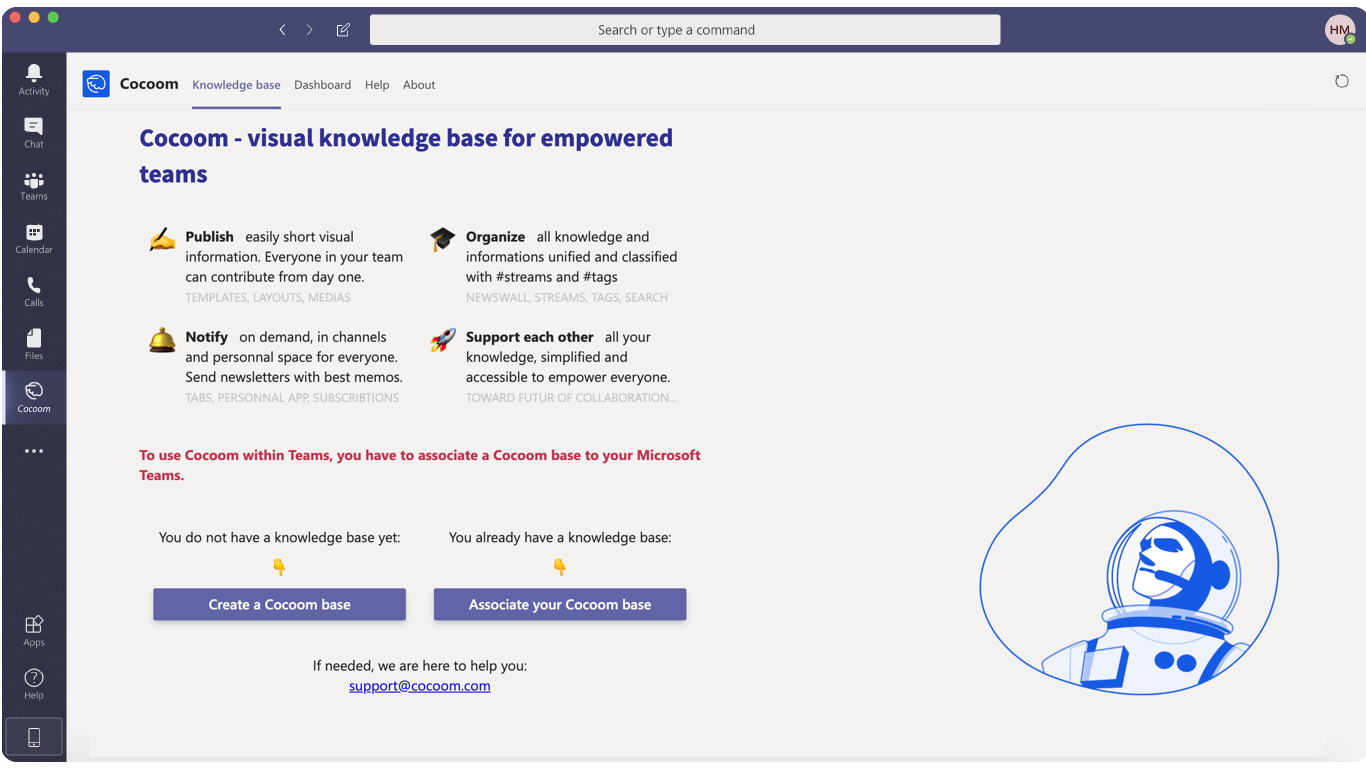 Search or type a command
HM
Activity
Chat
Teams
Calendar
Calls
Files
Cocoom
Apps
Help
Cocoom Knowledge base Dashboard Help About
Cocoom - visual knowledge base for empowered
teams
Publish easily short visual
information. Everyone in your team
can contribute from day one.
TEMPLATES, LAYOUTS, MEDIAS
Organize all knowledge and
informations unified and classified
with #streams and #tags
NEWSWALL, STREAMS, TAGS, SEARCH
Notify on demand, in channels
and personnal space for everyone.
Send newsletters with best memos.
TABS, PERSONNAL APP, SUBSCRIBTIONS
Support each other all your
knowledge, simplified and
accessible to empower everyone.
TOWARD FUTUR OF COLLABORATION...
To use Cocoom within Teams, you have to associate a Cocoom base to your Microsoft
Teams.
You do not have a knowledge base yet:
Create a Cocoom base
You already have a knowledge base:
Associate your Cocoom base
If needed, we are here to help you:
support@cocoom.com